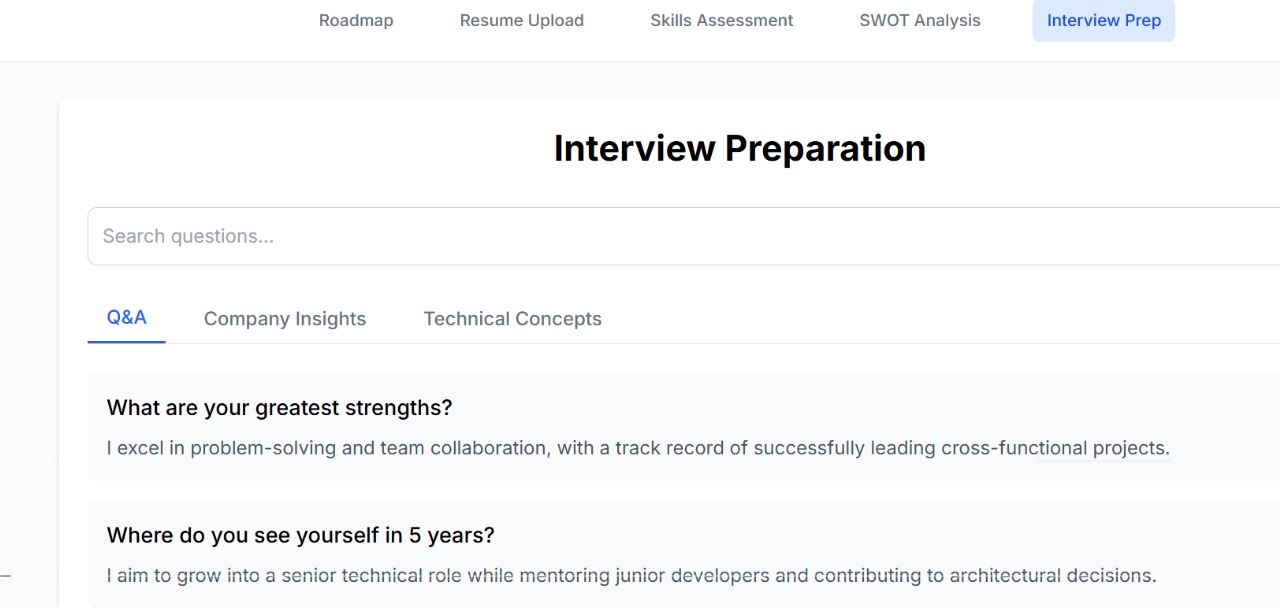 Roadmap Resume Upload Skills Assessment SWOT Analysis Interview Prep
Interview Preparation
Search questions...
Q&A Company Insights Technical Concepts
What are your greatest strengths?
I excel in problem-solving and team collaboration, with a track record of successfully leading cross-functional projects.
Where do you see yourself in 5 years?
I aim to grow into a senior technical role while mentoring junior developers and contributing to architectural decisions.